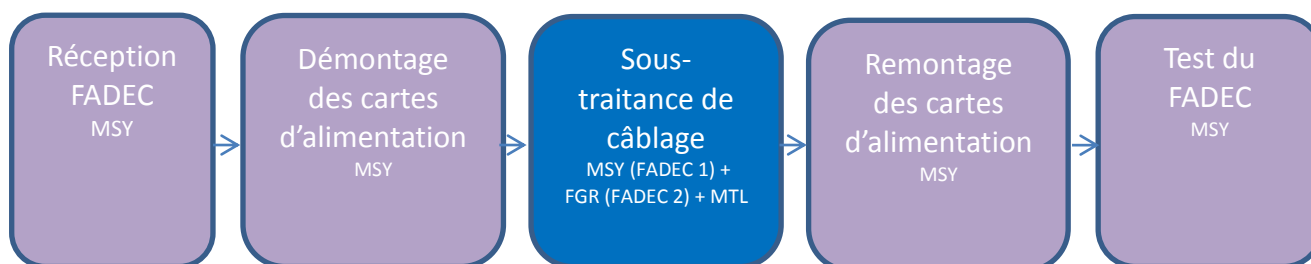 Réception
FADEC
MSY
Démontage
des cartes
d’alimentation
MSY
Sous-
traitance de
câblage
MSY (FADEC 1) +
FGR (FADEC 2) + MTL
Remontage
des cartes
d’alimentation
MSY
Test du
FADEC
MSY